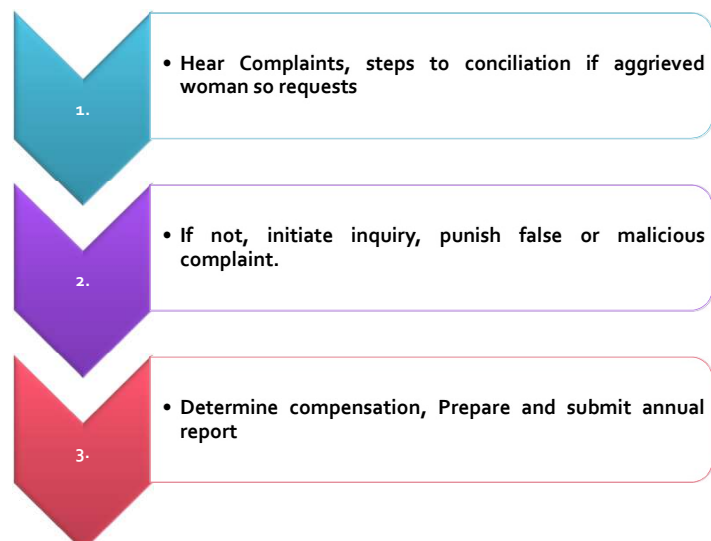 1.
• Hear Complaints, steps to conciliation if aggrieved
woman so requests
2.
• If not, initiate inquiry, punish false or malicious
complaint.
3.
• Determine compensation, Prepare and submit annual
report